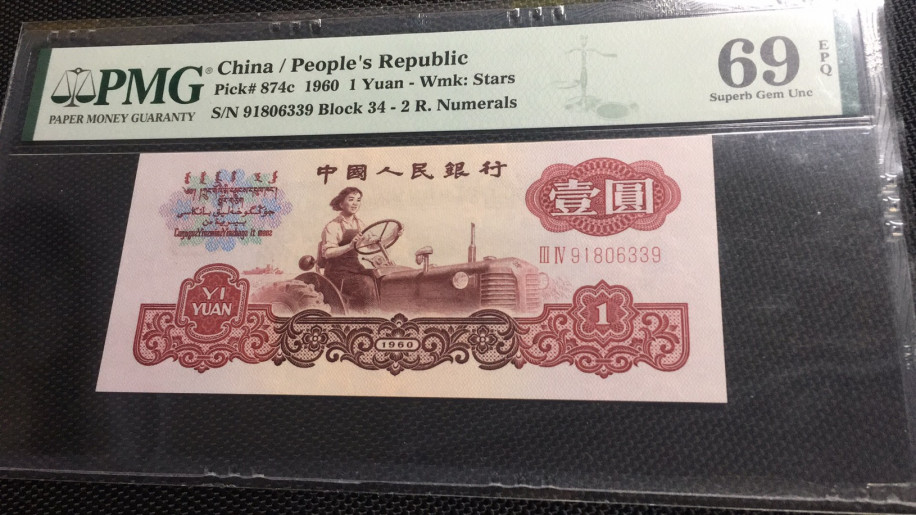 PMG®
PAPER MONEY GUARANTY
China / People's Republic
Pick# 874c 1960 1 Yuan - Wmk: Stars
S/N 91806339 Block 34 - 2 R. Numerals
69
EPQ
Superb Gem Unc
中國人民銀行
壹圓
III IV 91806339
YI
YUAN
1960
1